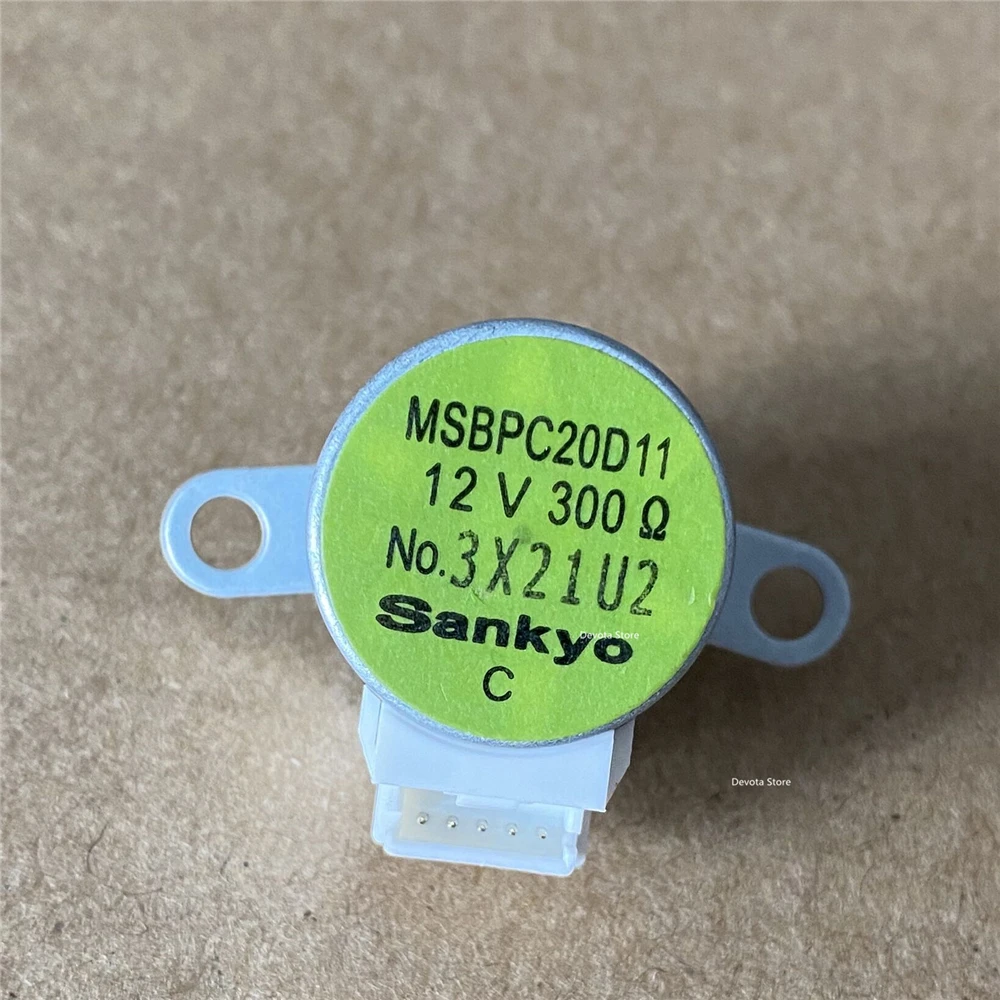 MSBPC20D11
12 V 300 Ω
No. 3X21U2
Sankyo
Devota Store
C
Devota Store